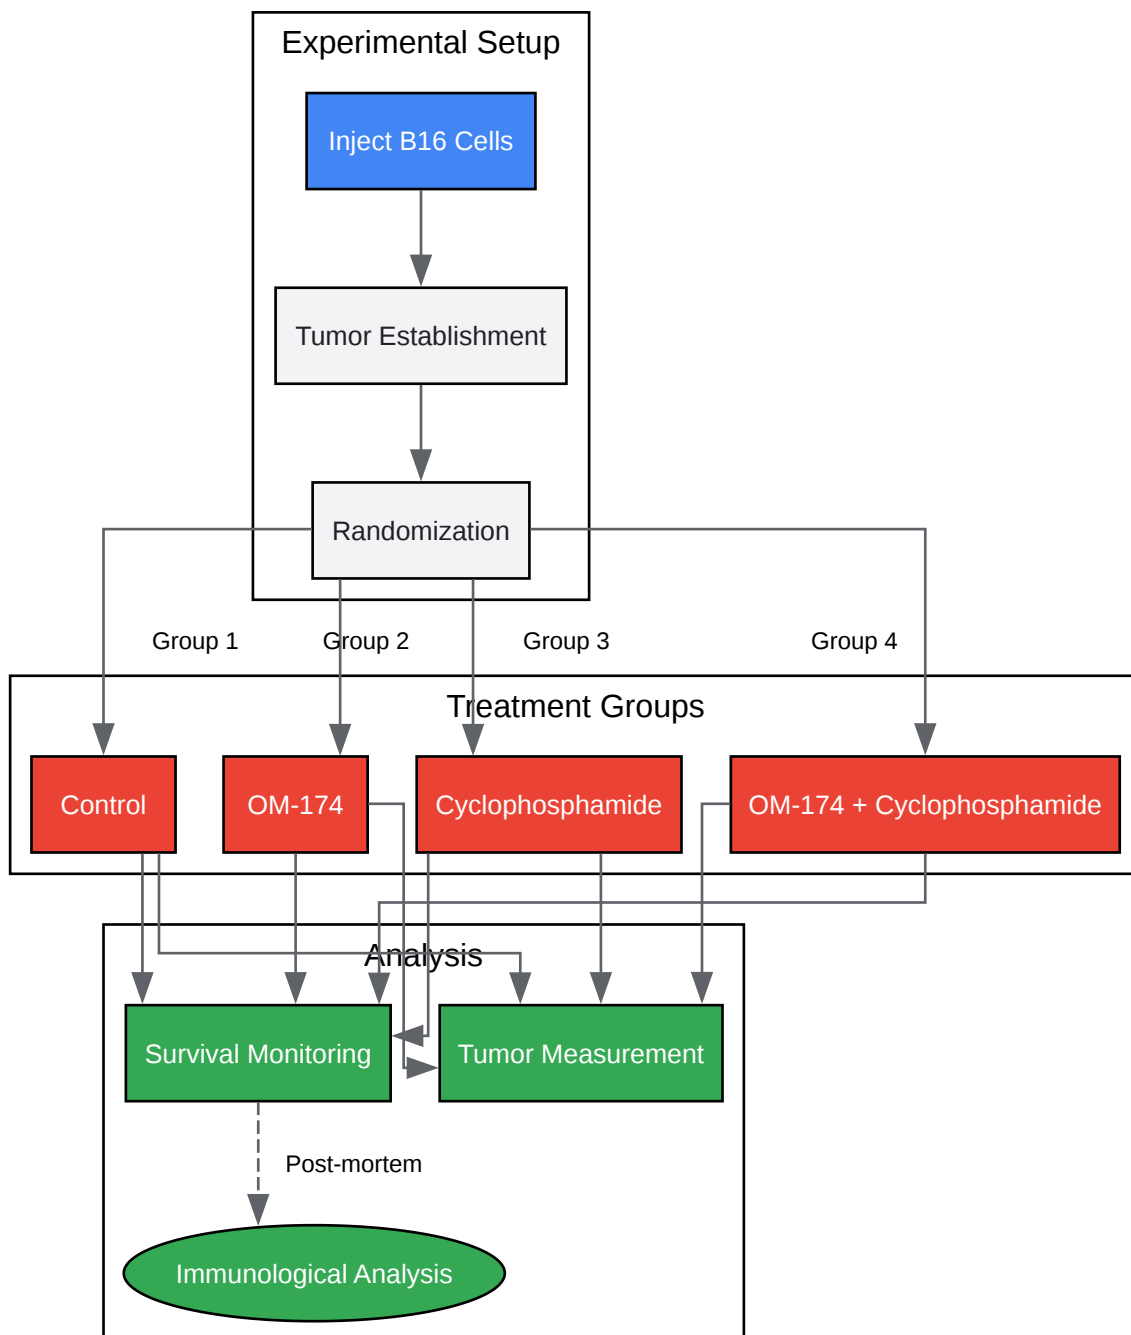 Experimental Setup
Inject B16 Cells
Tumor Establishment
Randomization
Group 1
Group 2
Group 3
Group 4
Treatment Groups
Control
OM-174
Cyclophosphamide
OM-174 + Cyclophosphamide
Analysis
Survival Monitoring
Tumor Measurement
Post-mortem
Immunological Analysis